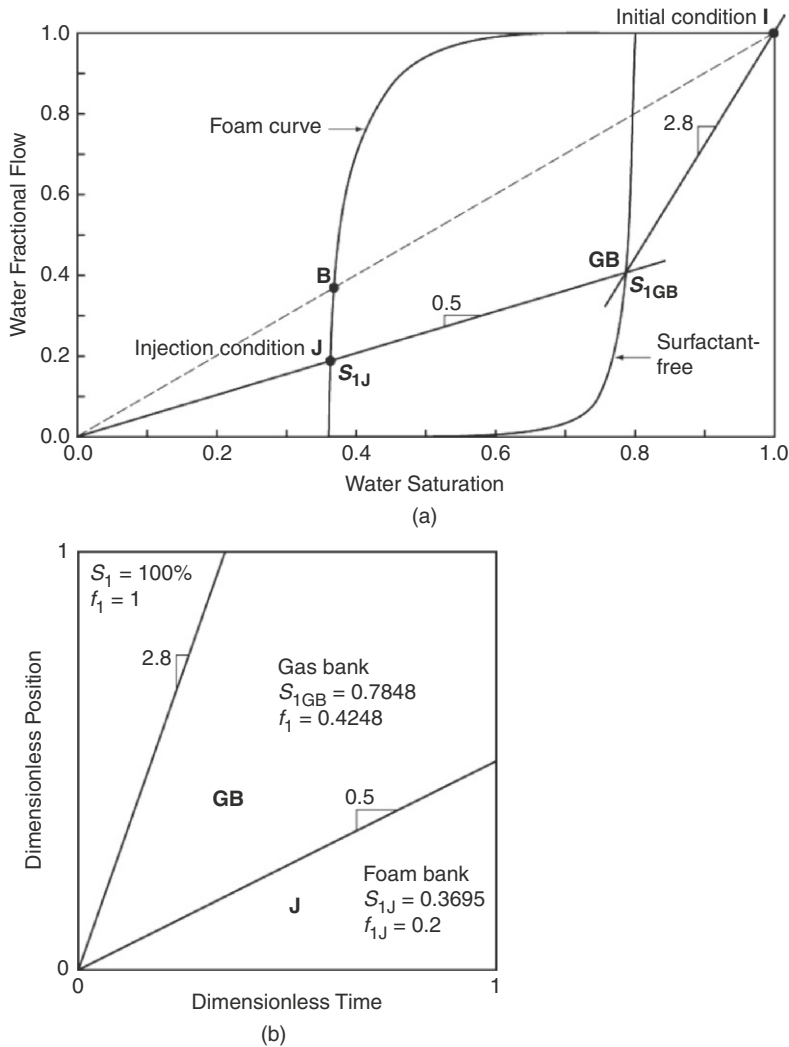 Initial condition I
1.0
0.8
0.6
0.4
0.2
0.0
Water Fractional Flow
Foam curve
2.8
B
GB
S1GB
0.5
Injection condition J
S1J
Surfactant-
free
0.0
0.2
0.4
0.6
0.8
1.0
Water Saturation
(a)
1
0
Dimensionless Position
S1 = 100%
f1 = 1
2.8
Gas bank
S1GB = 0.7848
f1 = 0.4248
GB
0.5
J
Foam bank
S1J = 0.3695
f1J = 0.2
0
1
Dimensionless Time
(b)